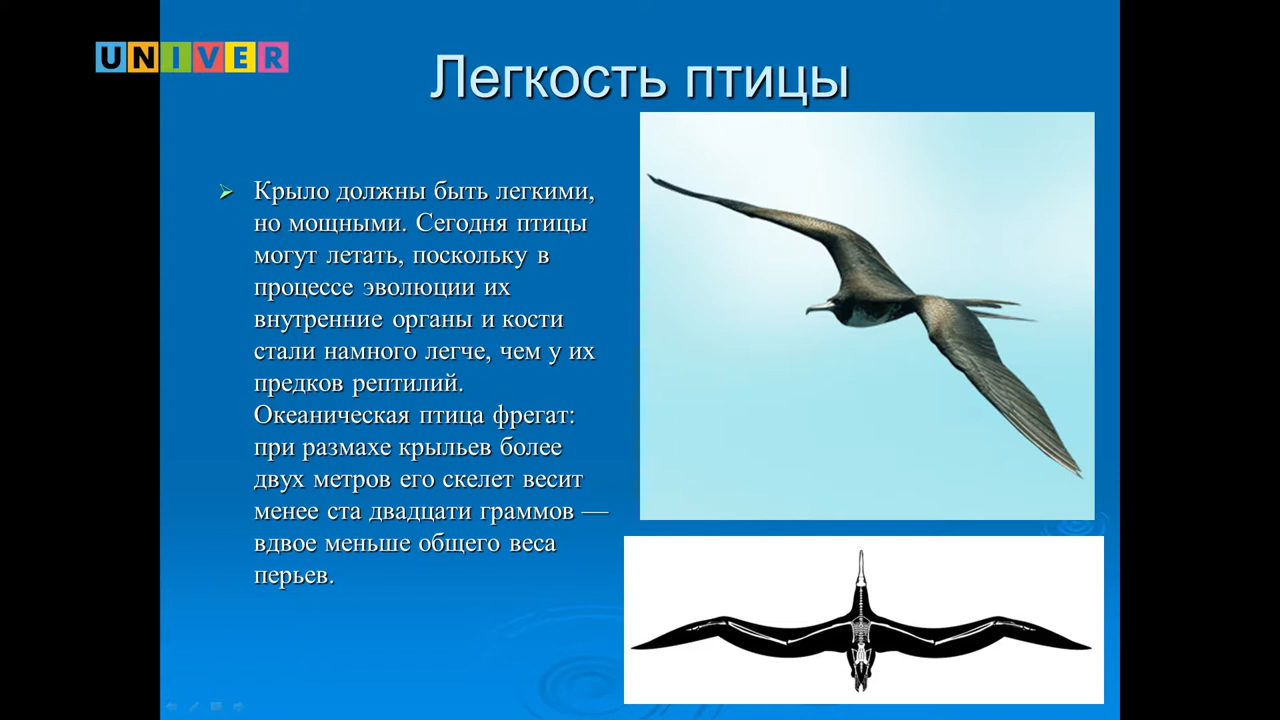 UNIVER
Легкость птицы
Крыло должны быть легкими,
но мощными. Сегодня птицы
могут летать, поскольку в
процессе эволюции их
внутренние органы и кости
стали намного легче, чем у их
предков рептилий.
Океаническая птица фрегат:
при размахе крыльев более
двух метров его скелет весит
менее ста двадцати граммов —
вдвое меньше общего веса
перьев.